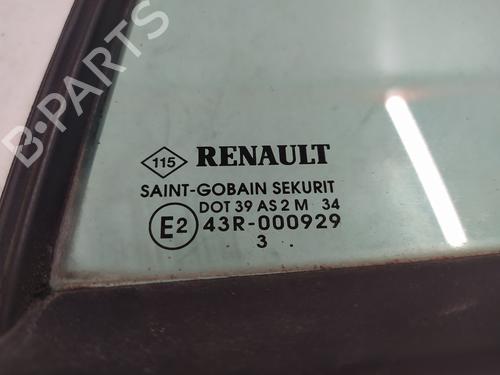 B-PARTS
115 RENAULT
SAINT-GOBAIN SEKURIT
DOT 39 AS 2 M 34
E2 43R-000929
3